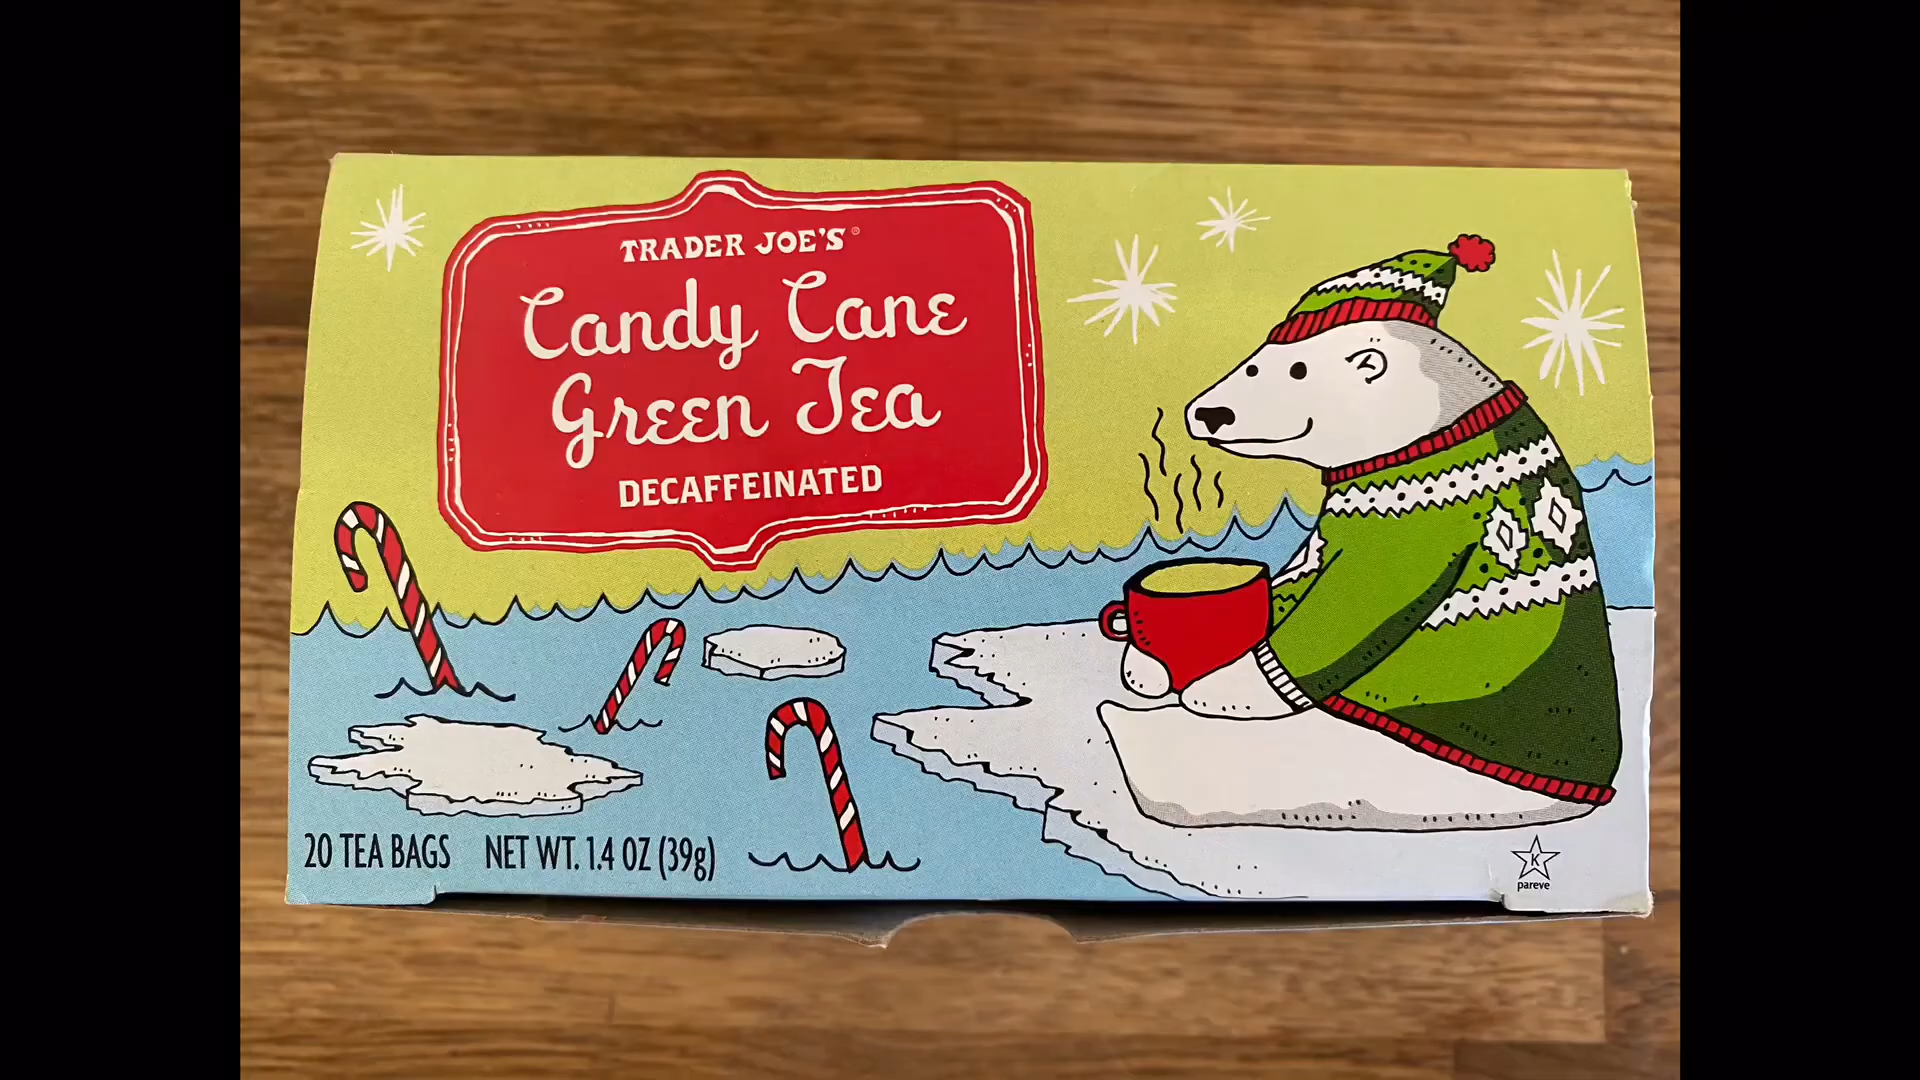 TRADER JOE'S®
Candy Cane
Green Tea
DECAFFEINATED
20 TEA BAGS NET WT. 1.4 OZ (39g)
K
pareve